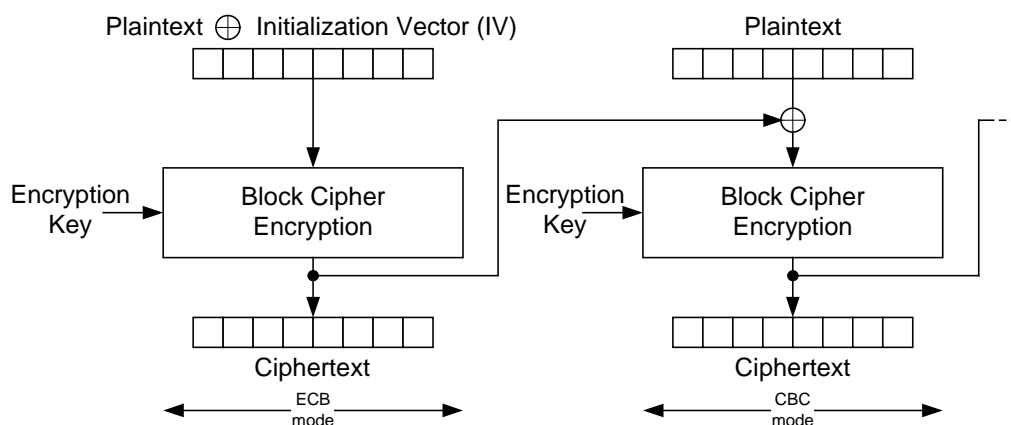 Plaintext ⊕ Initialization Vector (IV)
Plaintext
Encryption
Key
Block Cipher
Encryption
Encryption
Key
Block Cipher
Encryption
Ciphertext
Ciphertext
ECB
mode
CBC
mode